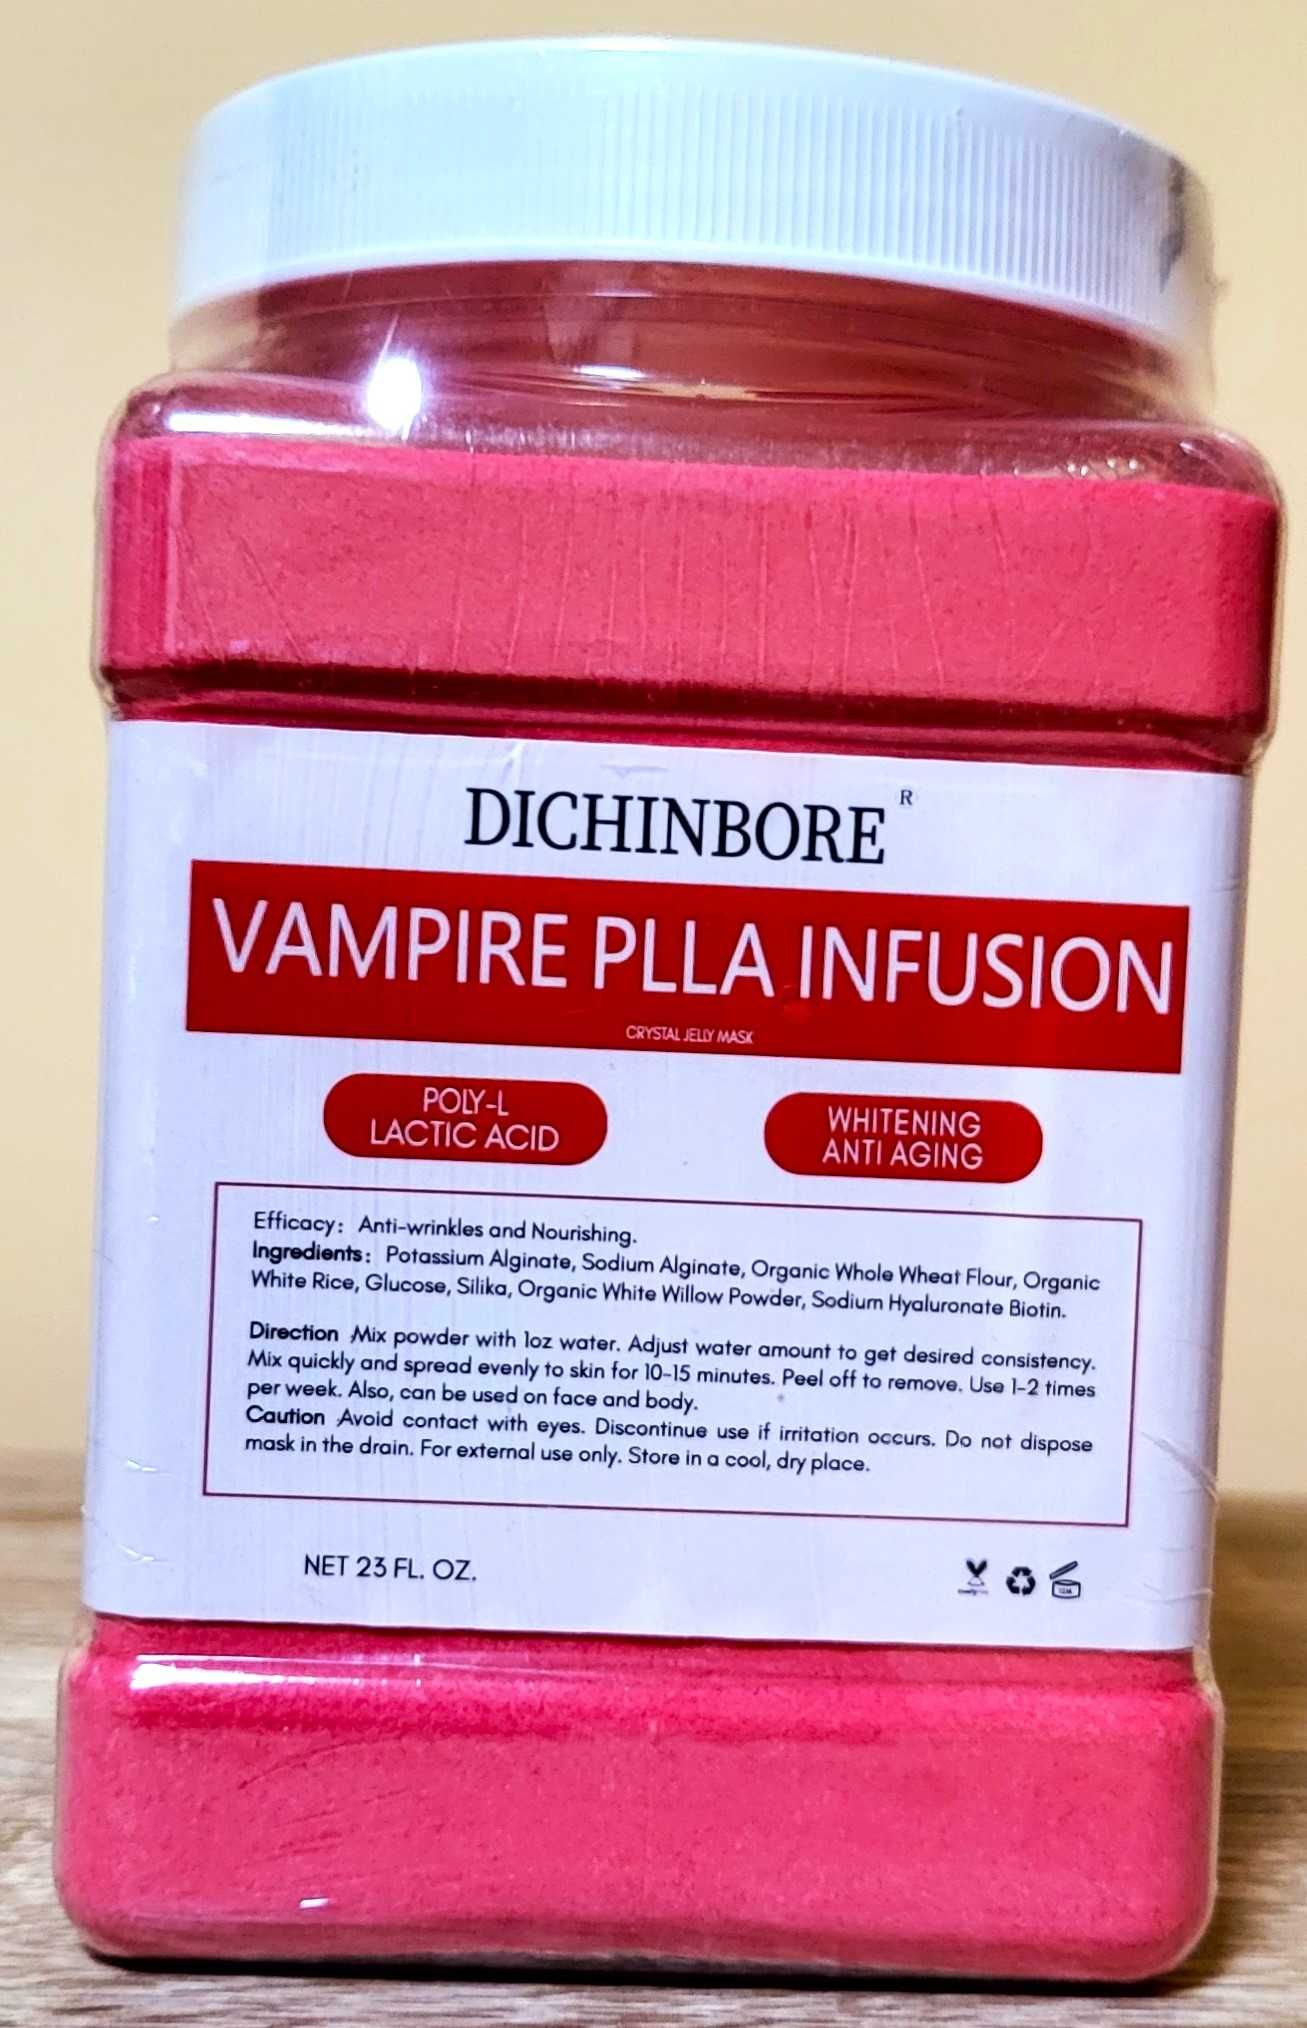 DICHINBORE R
VAMPIRE PLLA INFUSION
CRYSTAL JELLY MASK
POLY-L
LACTIC ACID
WHITENING
ANTI AGING
Efficacy: Anti-wrinkles and Nourishing.
Ingredients: Potassium Alginate, Sodium Alginate, Organic Whole Wheat Flour, Organic
White Rice, Glucose, Silika, Organic White Willow Powder, Sodium Hyaluronate Biotin.
Direction :Mix powder with 1oz water. Adjust water amount to get desired consistency.
Mix quickly and spread evenly to skin for 10-15 minutes. Peel off to remove. Use 1-2 times
per week. Also, can be used on face and body.
Caution :Avoid contact with eyes. Discontinue use if irritation occurs. Do not dispose
mask in the drain. For external use only. Store in a cool, dry place.
NET 23 FL. OZ.